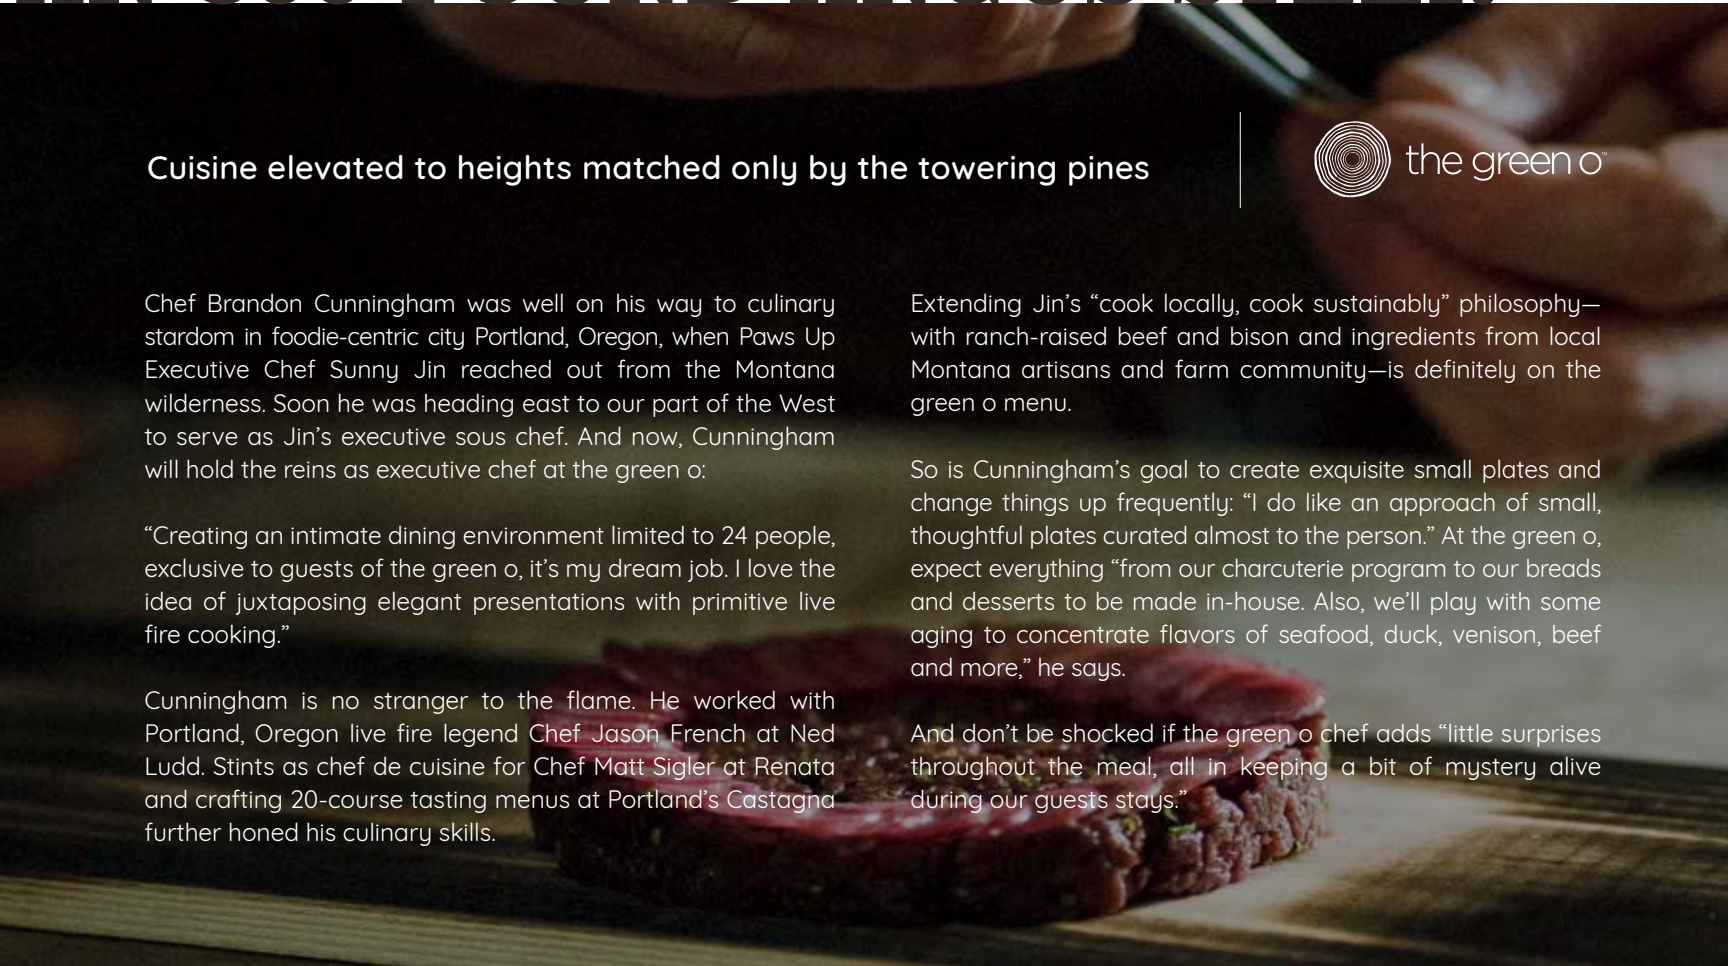 Cuisine elevated to heights matched only by the towering pines
the green o™
Chef Brandon Cunningham was well on his way to culinary
stardom in foodie-centric city Portland, Oregon, when Paws Up
Executive Chef Sunny Jin reached out from the Montana
wilderness. Soon he was heading east to our part of the West
to serve as Jin’s executive sous chef. And now, Cunningham
will hold the reins as executive chef at the green o:
“Creating an intimate dining environment limited to 24 people,
exclusive to guests of the green o, it’s my dream job. I love the
idea of juxtaposing elegant presentations with primitive live
fire cooking.”
Cunningham is no stranger to the flame. He worked with
Portland, Oregon live fire legend Chef Jason French at Ned
Ludd. Stints as chef de cuisine for Chef Matt Sigler at Renata
and crafting 20-course tasting menus at Portland’s Castagna
further honed his culinary skills.
Extending Jin’s “cook locally, cook sustainably” philosophy—
with ranch-raised beef and bison and ingredients from local
Montana artisans and farm community—is definitely on the
green o menu.
So is Cunningham’s goal to create exquisite small plates and
change things up frequently: “I do like an approach of small,
thoughtful plates curated almost to the person.” At the green o,
expect everything “from our charcuterie program to our breads
and desserts to be made in-house. Also, we’ll play with some
aging to concentrate flavors of seafood, duck, venison, beef
and more,” he says.
And don’t be shocked if the green o chef adds “little surprises
throughout the meal, all in keeping a bit of mystery alive
during our guests stays.”